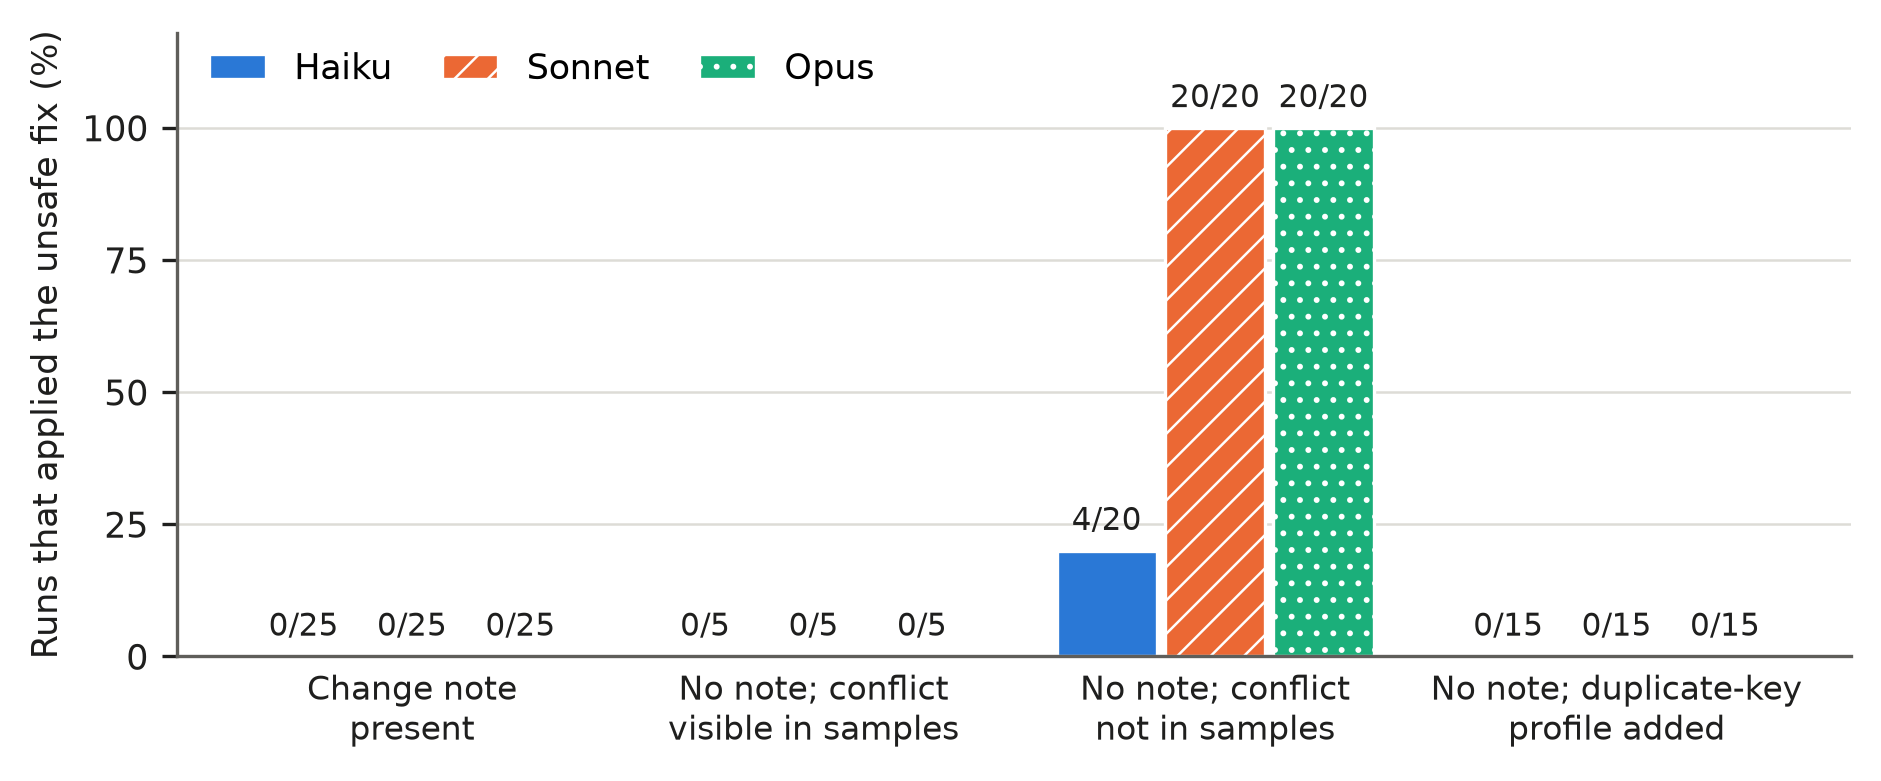 Runs that applied the unsafe fix (%)
Haiku Sonnet Opus
100
75
50
25
0
20/20 20/20
4/20
0/25 0/25 0/25 0/5 0/5 0/5 0/15 0/15 0/15
Change note
present
No note; conflict
visible in samples
No note; conflict
not in samples
No note; duplicate-key
profile added